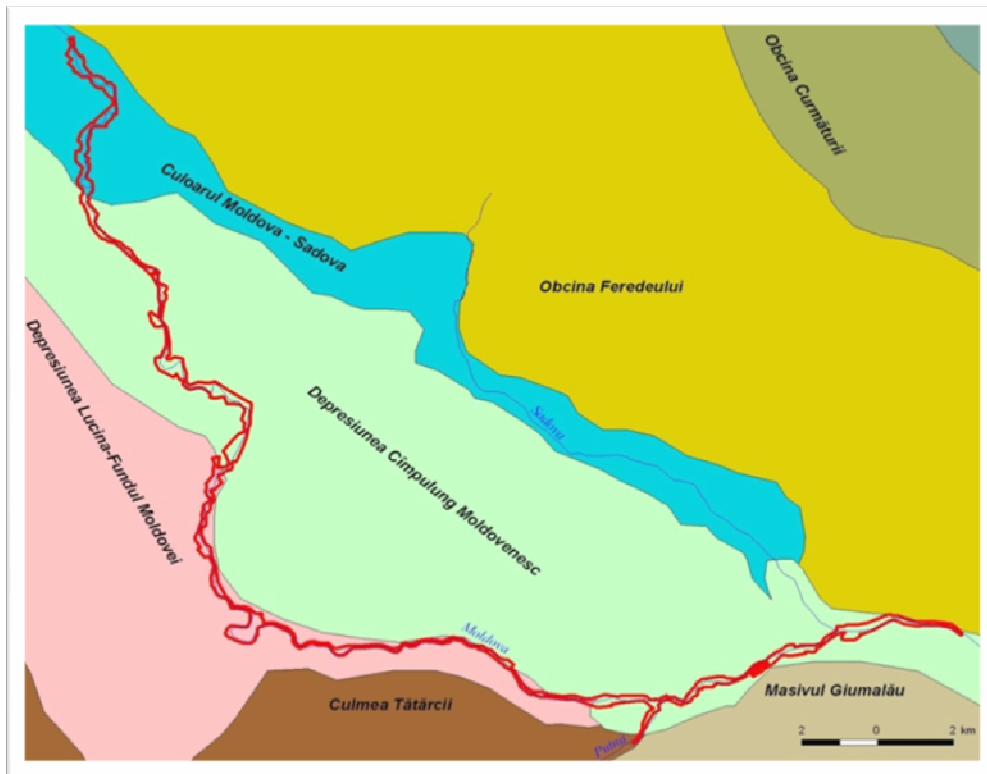 Obcina Curmăturii
Culoarul Moldova - Sadova
Obcina Feredeului
Depresiunea Lucina-Fundul Moldovei
Depresiunea Cîmpulung Moldovenesc
Sadova
Moldova
Masivul Giumalău
Culmea Tătărcii
Putna
2 0 2 km